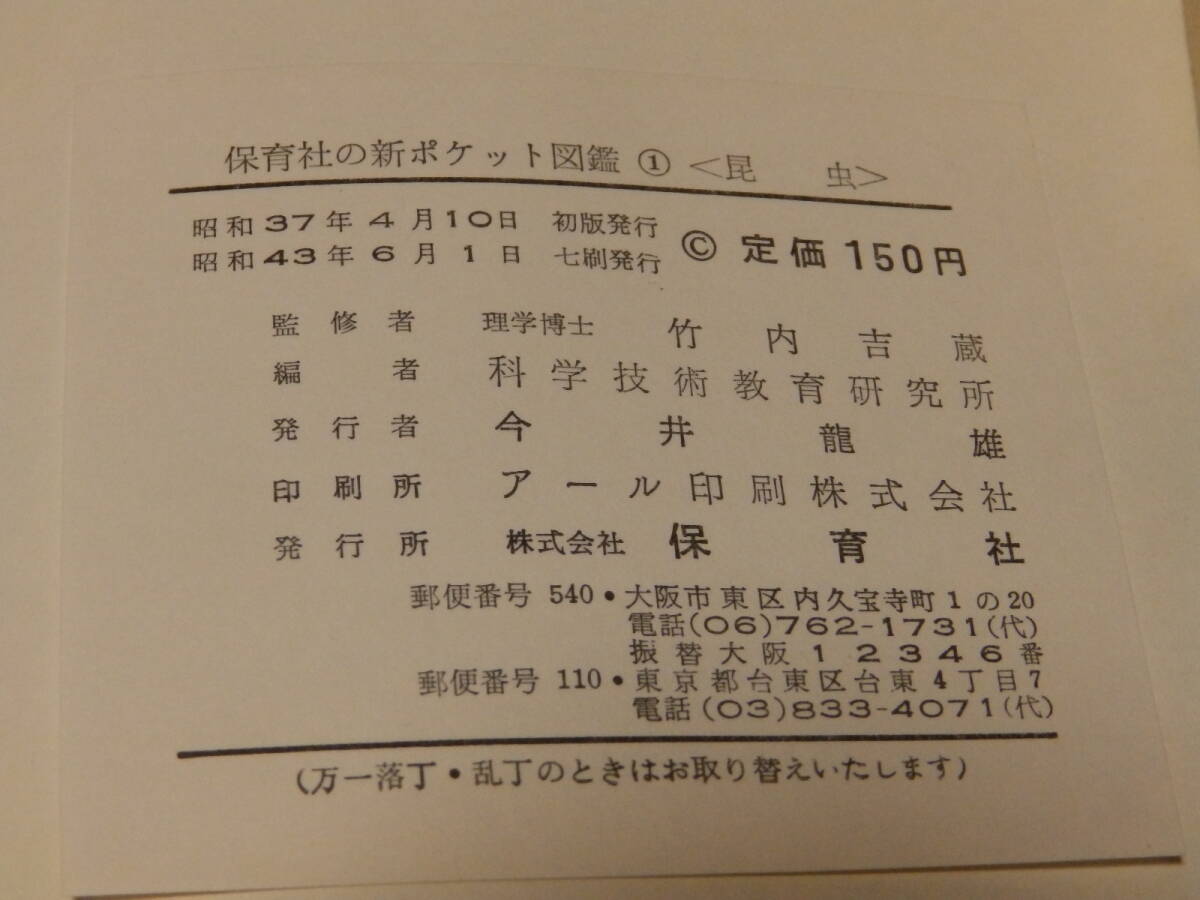 保育社の新ポケット図鑑 ① <昆 虫>
昭和37年4月10日 初版発行
昭和43年6月1日 七刷発行 © 定価150円
監修者 理学博士 竹内吉蔵
編者 科学技術教育研究所
発行者 今井龍雄
印刷所 アール印刷株式会社
発行所 株式会社 保育社
郵便番号 540・大阪市東区内久宝寺町1の20
電話(06)762-1731(代)
振替大阪12346番
郵便番号 110・東京都台東区台東4丁目7
電話(03)833-4071(代)
(万一落丁・乱丁のときはお取り替えいたします)